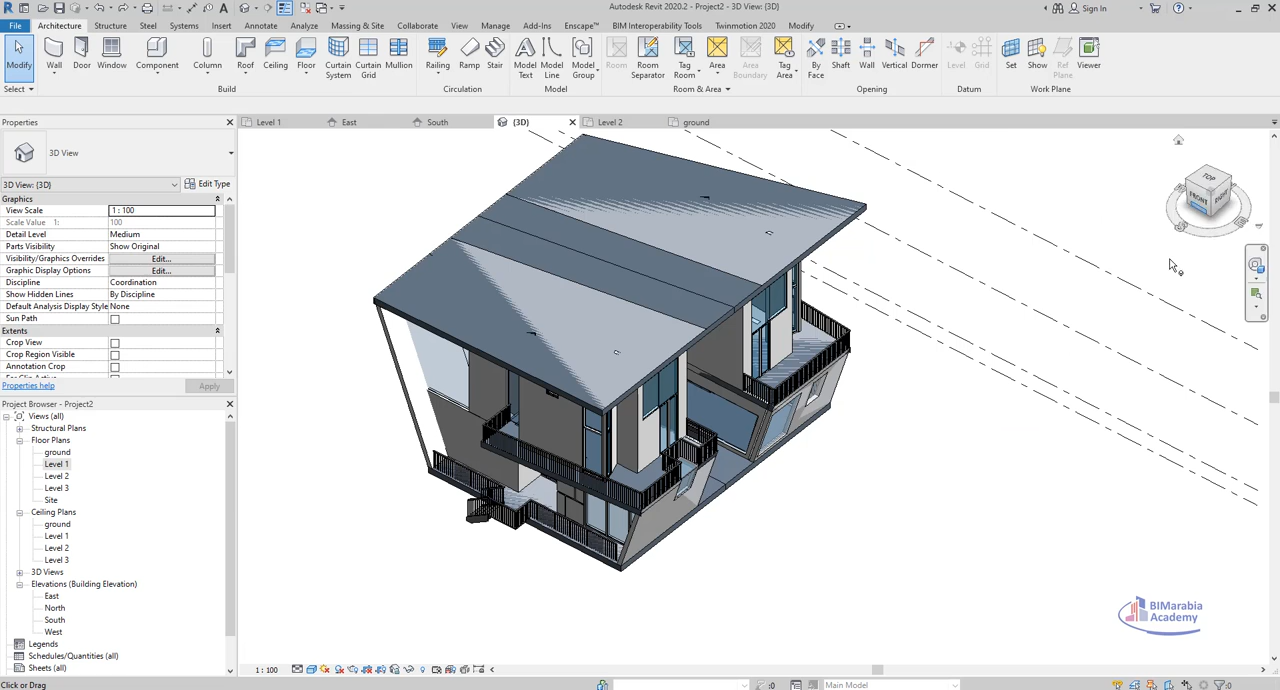 Autodesk Revit 2020.2 - Project2 - 3D View: {3D}
Sign In
File
Architecture
Structure
Steel
Systems
Insert
Annotate
Analyze
Massing & Site
Collaborate
View
Manage
Add-Ins
Enscape™
BIM Interoperability Tools
Twinmotion 2020
Modify
Modify
Wall
Door
Window
Component
Column
Roof
Ceiling
Floor
Curtain System
Curtain Grid
Mullion
Railing
Ramp
Stair
Model Text
Model Line
Model Group
Room
Room Separator
Tag Room
Area
Area Boundary
Tag Area
By Face
Shaft
Wall
Vertical
Dormer
Level
Grid
Set
Show
Ref Plane
Viewer
Select
Build
Circulation
Model
Room & Area
Opening
Datum
Work Plane
Properties
Level 1
East
South
{3D}
Level 2
ground
3D View
3D View: {3D}
Edit Type
Graphics
View Scale 1 : 100
Scale Value 1: 100
Detail Level Medium
Parts Visibility Show Original
Visibility/Graphics Overrides Edit...
Graphic Display Options Edit...
Discipline Coordination
Show Hidden Lines By Discipline
Default Analysis Display Style None
Sun Path
Extents
Crop View
Crop Region Visible
Annotation Crop
Properties help
Apply
Project Browser - Project2
Views (all)
Structural Plans
Floor Plans
ground
Level 1
Level 2
Level 3
Site
Ceiling Plans
ground
Level 1
Level 2
Level 3
3D Views
Elevations (Building Elevation)
East
North
South
West
Legends
Schedules/Quantities (all)
Sheets (all)
TOP
FRONT
RIGHT
BIMarabia
Academy
1 : 100
Click or Drag
:0
Main Model
:0